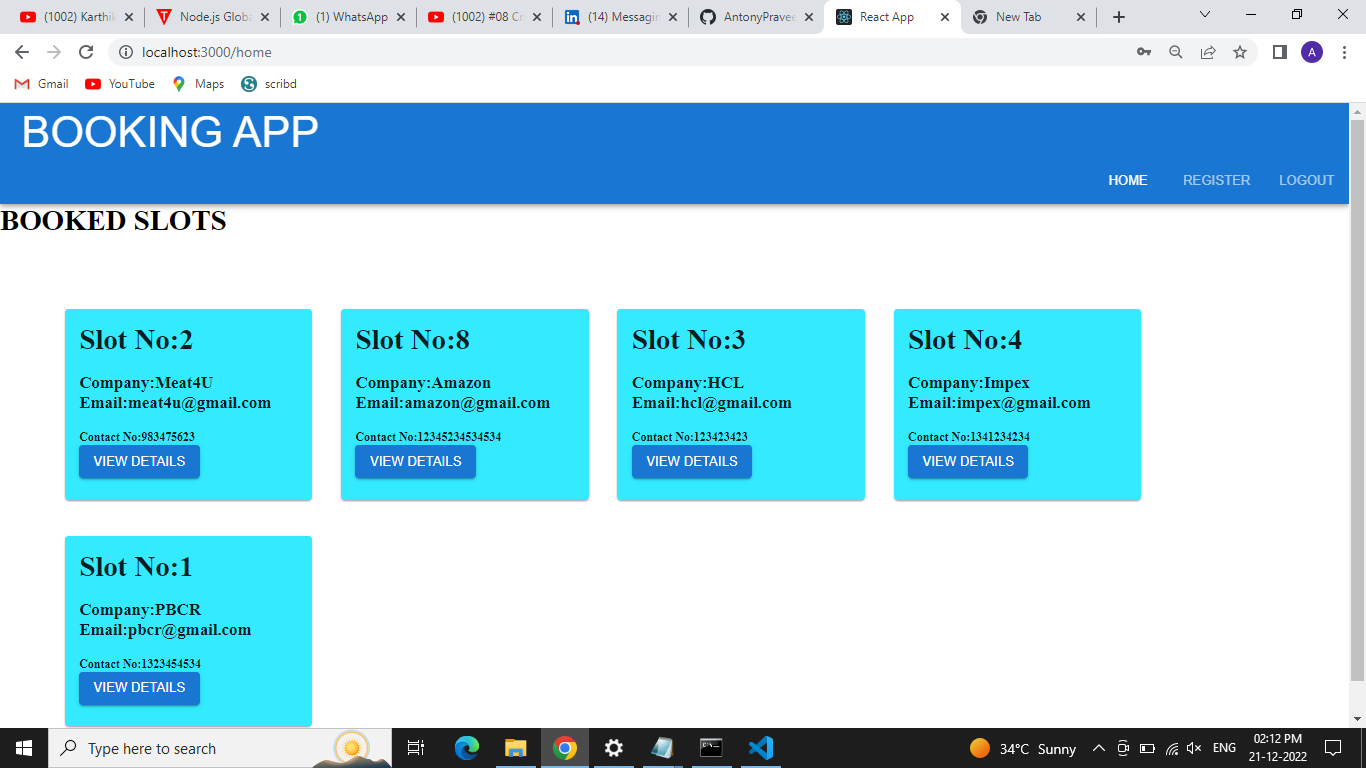 (1002) Karthik
Node.js Globa
(1) WhatsApp
(1002) #08 Cr
(14) Messagin
AntonyPravee
React App
New Tab
localhost:3000/home
A
Gmail
YouTube
Maps
scribd
BOOKING APP
HOME
REGISTER
LOGOUT
BOOKED SLOTS
Slot No:2
Company:Meat4U
Email:meat4u@gmail.com
Contact No:983475623
VIEW DETAILS
Slot No:8
Company:Amazon
Email:amazon@gmail.com
Contact No:12345234534534
VIEW DETAILS
Slot No:3
Company:HCL
Email:hcl@gmail.com
Contact No:123423423
VIEW DETAILS
Slot No:4
Company:Impex
Email:impex@gmail.com
Contact No:1341234234
VIEW DETAILS
Slot No:1
Company:PBCR
Email:pbcr@gmail.com
Contact No:1323454534
VIEW DETAILS
Type here to search
34°C Sunny
ENG
02:12 PM
21-12-2022